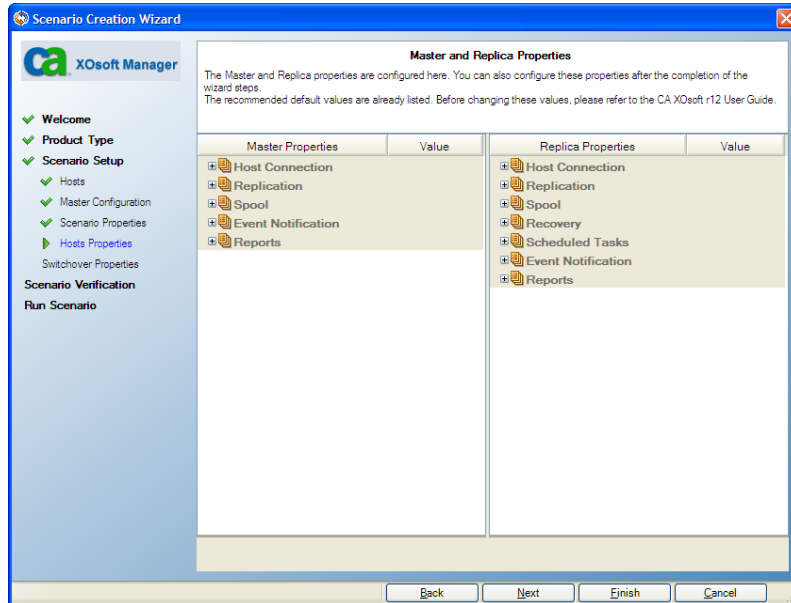 Scenario Creation Wizard
ca
XOsoft Manager
Welcome
Product Type
Scenario Setup
Hosts
Master Configuration
Scenario Properties
Hosts Properties
Switchover Properties
Scenario Verification
Run Scenario
Master and Replica Properties
The Master and Replica properties are configured here. You can also configure these properties after the completion of the
wizard steps.
The recommended default values are already listed. Before changing these values, please refer to the CA XOsoft r12 User Guide.
Master Properties Value
Host Connection
Replication
Spool
Event Notification
Reports
Replica Properties Value
Host Connection
Replication
Spool
Recovery
Scheduled Tasks
Event Notification
Reports
Back Next Finish Cancel